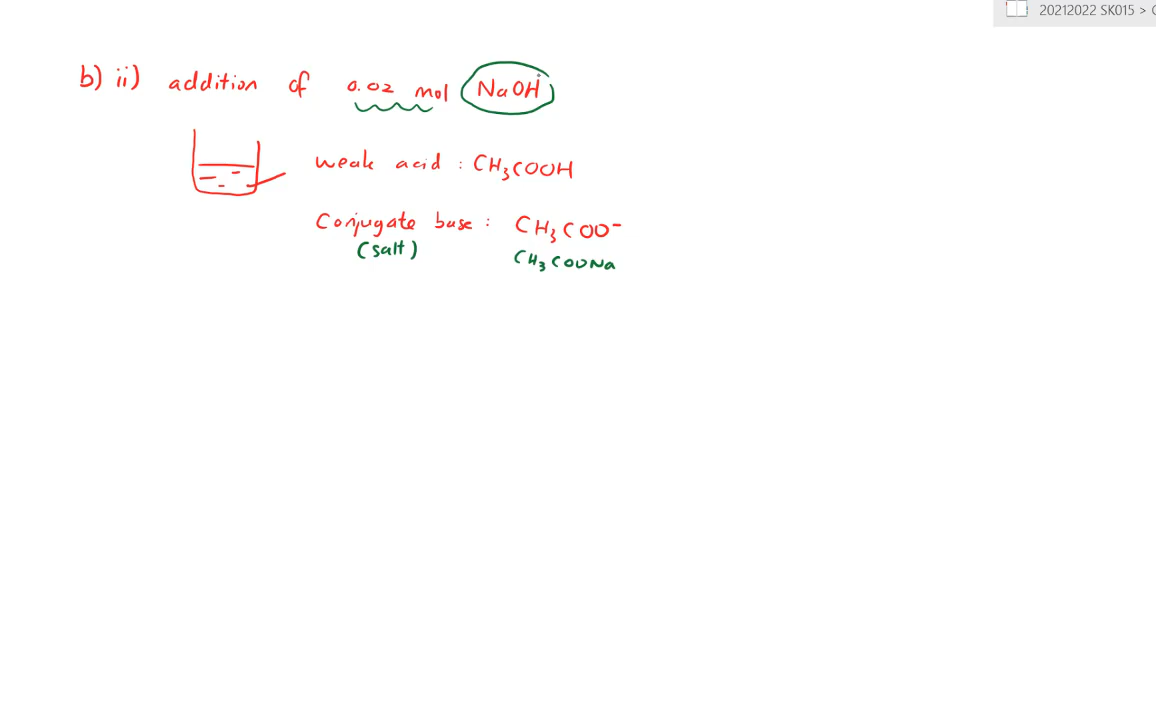 20212022 SK015 >
b) ii) addition of 0.02 mol NaOH
weak acid : CH₃COOH
Conjugate base : CH₃COO⁻
(salt) CH₃COONa